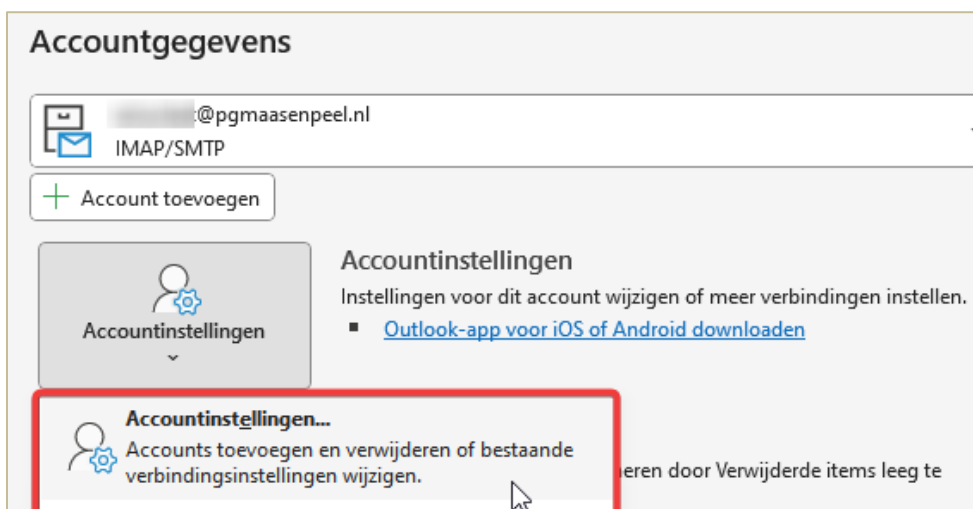 Accountgegevens
@pgmaasenpeel.nl
IMAP/SMTP
Account toevoegen
Accountinstellingen
Instellingen voor dit account wijzigen of meer verbindingen instellen.
Outlook-app voor iOS of Android downloaden
Accountinstellingen
Accountinstellingen...
Accounts toevoegen en verwijderen of bestaande
verbindingsinstellingen wijzigen.
eren door Verwijderde items leeg te